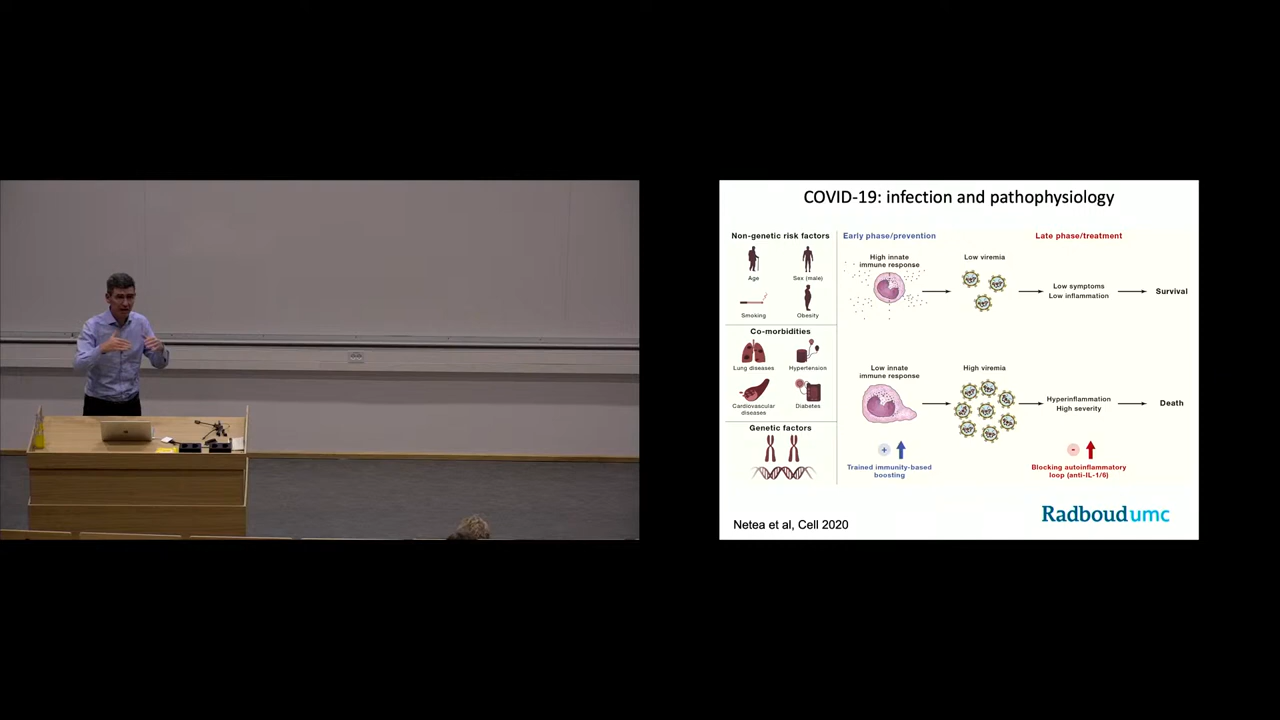 COVID-19: infection and pathophysiology
Non-genetic risk factors
Age
Sex (male)
Smoking
Obesity
Co-morbidities
Lung diseases
Hypertension
Cardiovascular
diseases
Diabetes
Genetic factors
Early phase/prevention
Late phase/treatment
High innate
immune response
Low viremia
Low symptoms
Low inflammation
Survival
Low innate
immune response
High viremia
Hyperinflammation
High severity
Death
+
Trained immunity-based
boosting
-
Blocking autoinflammatory
loop (anti-IL-1/6)
Netea et al, Cell 2020
Radboudumc